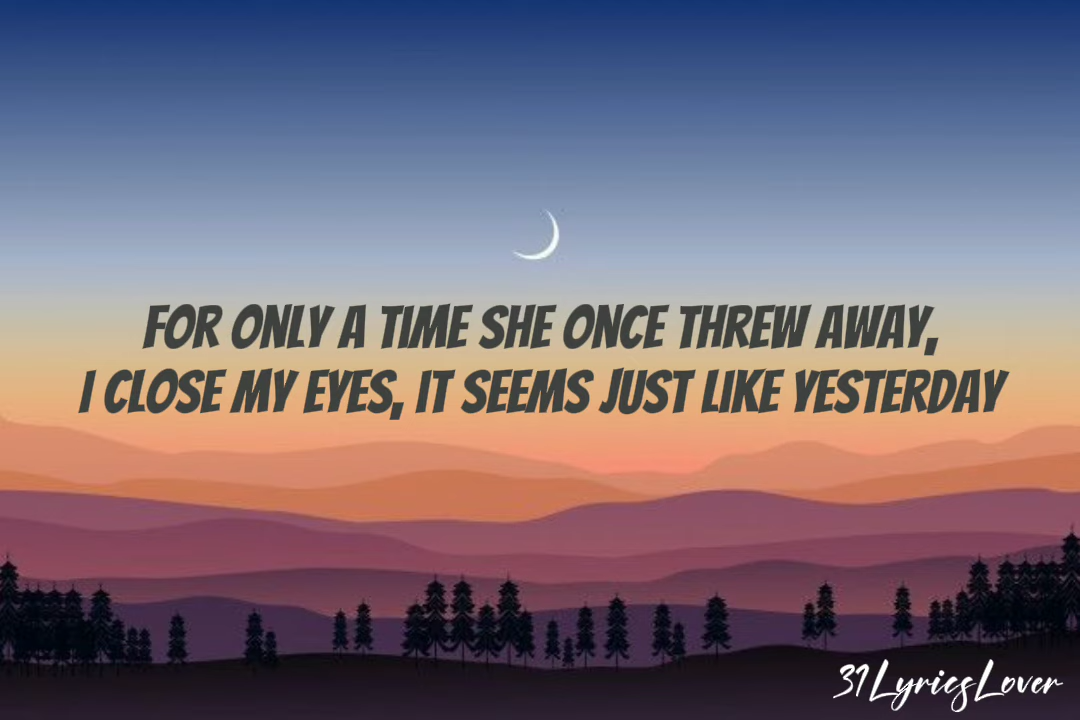 FOR ONLY A TIME SHE ONCE THREW AWAY,
I CLOSE MY EYES, IT SEEMS JUST LIKE YESTERDAY
31LyricsLover